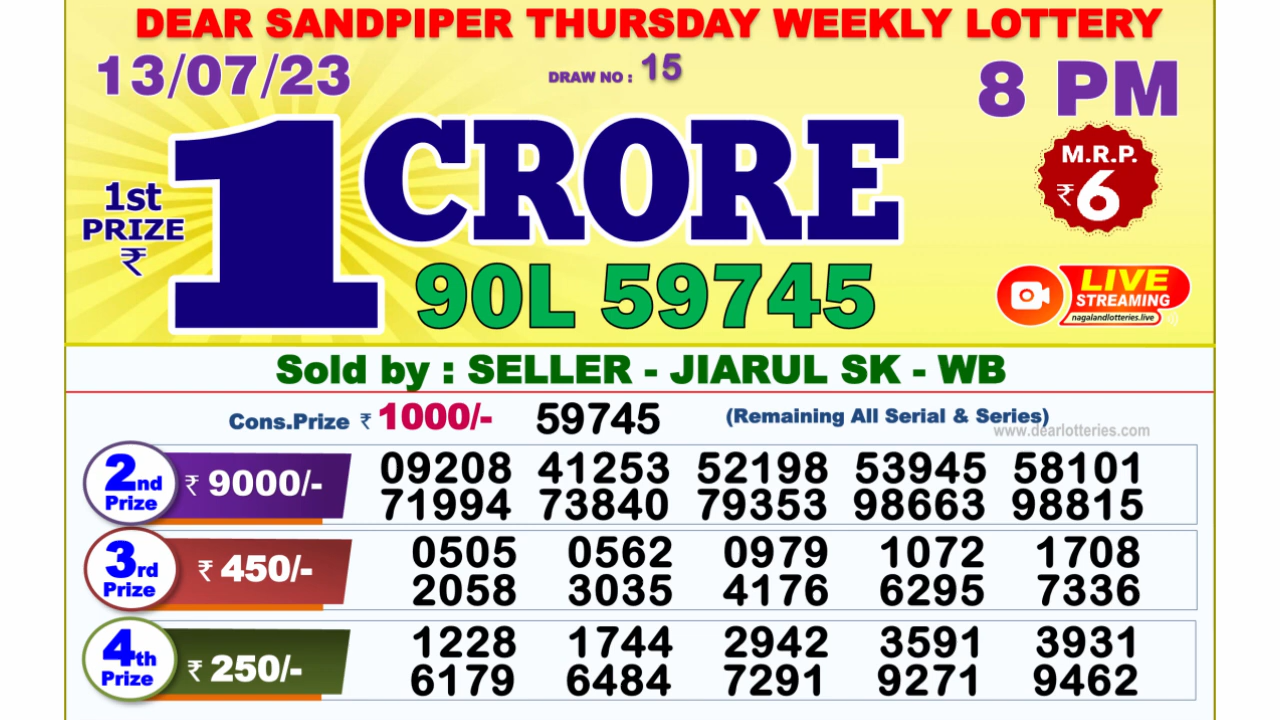 DEAR SANDPIPER THURSDAY WEEKLY LOTTERY
13/07/23
DRAW NO : 15
8 PM
1st PRIZE ₹
1 CRORE
M.R.P.
₹ 6
90L 59745
LIVE
STREAMING
nagalandlotteries.live
Sold by : SELLER - JIARUL SK - WB
Cons.Prize ₹ 1000/- 59745 (Remaining All Serial & Series)
www.dearlotteries.com
2nd Prize ₹ 9000/-
09208 41253 52198 53945 58101
71994 73840 79353 98663 98815
3rd Prize ₹ 450/-
0505 0562 0979 1072 1708
2058 3035 4176 6295 7336
4th Prize ₹ 250/-
1228 1744 2942 3591 3931
6179 6484 7291 9271 9462